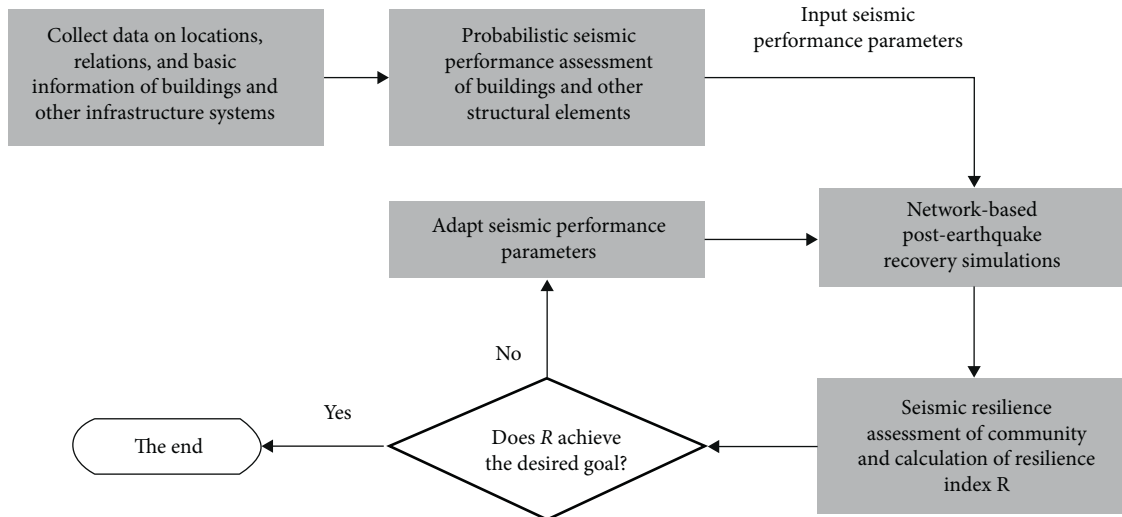 Collect data on locations,
relations, and basic
information of buildings and
other infrastructure systems
Probabilistic seismic
performance assessment
of buildings and other
structural elements
Input seismic
performance parameters
Network-based
post-earthquake
recovery simulations
Adapt seismic performance
parameters
No
Seismic resilience
assessment of community
and calculation of resilience
index R
Does R achieve
the desired goal?
Yes
The end